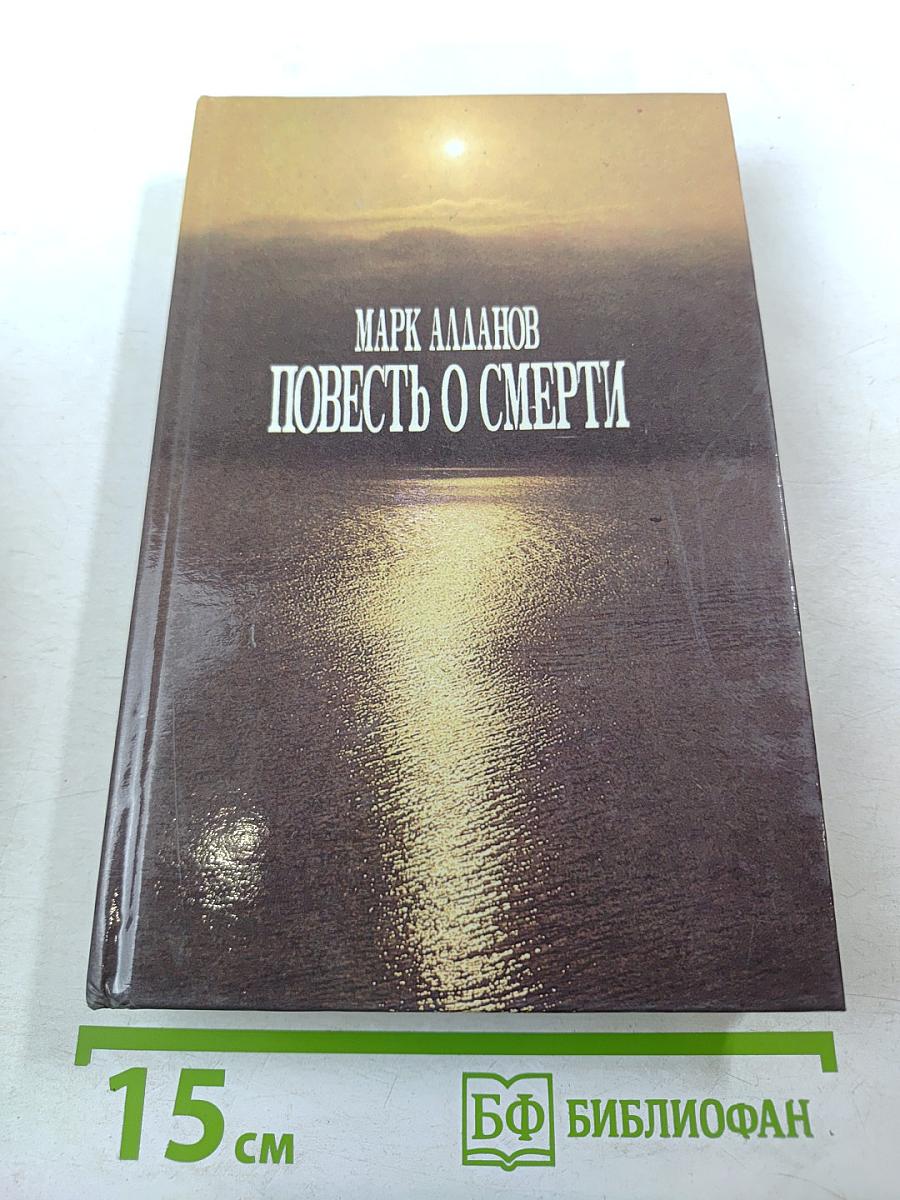 МАРК АЛДАНОВ
ПОВЕСТЬ О СМЕРТИ
15 см
БФ БИБЛИОФАН